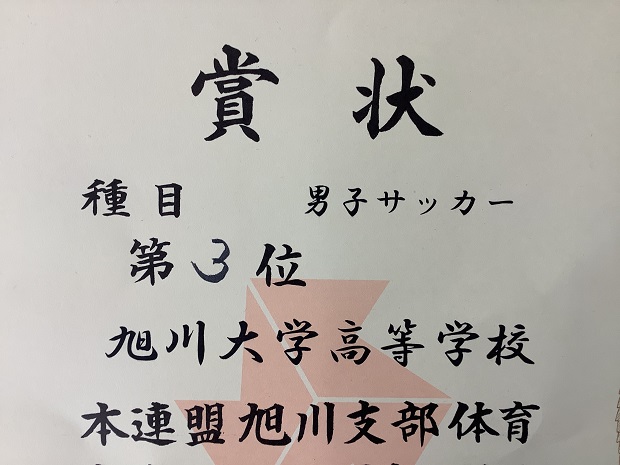 賞状
種目 男子サッカー
第3位
旭川大学高等学校
本連盟旭川支部体育